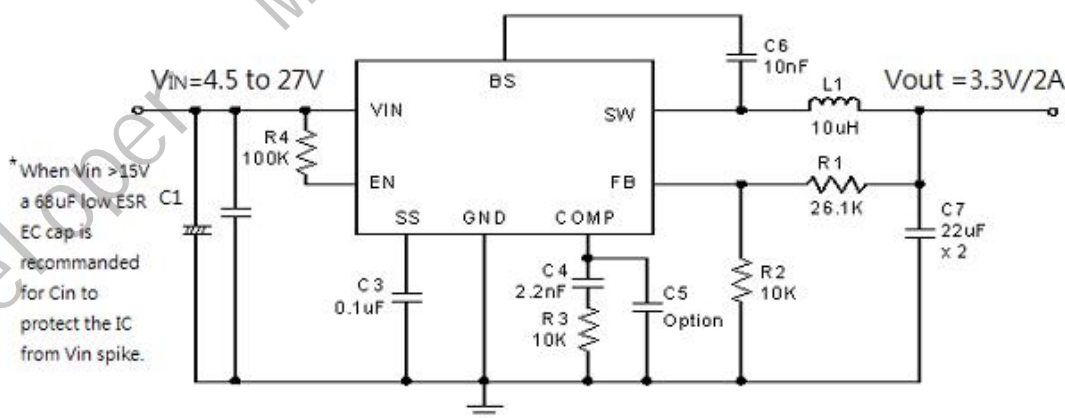 VIN=4.5 to 27V
Vout =3.3V/2A
C6
10nF
BS
VIN
SW
L1
10uH
R4
100K
EN
FB
R1
26.1K
SS
GND
COMP
* When Vin >15V
a 68uF low ESR
EC cap is
recommanded
for Cin to
protect the IC
from Vin spike.
C1
C3
0.1uF
C4
2.2nF
R3
10K
C5
Option
R2
10K
C7
22uF
x 2
eloper
M